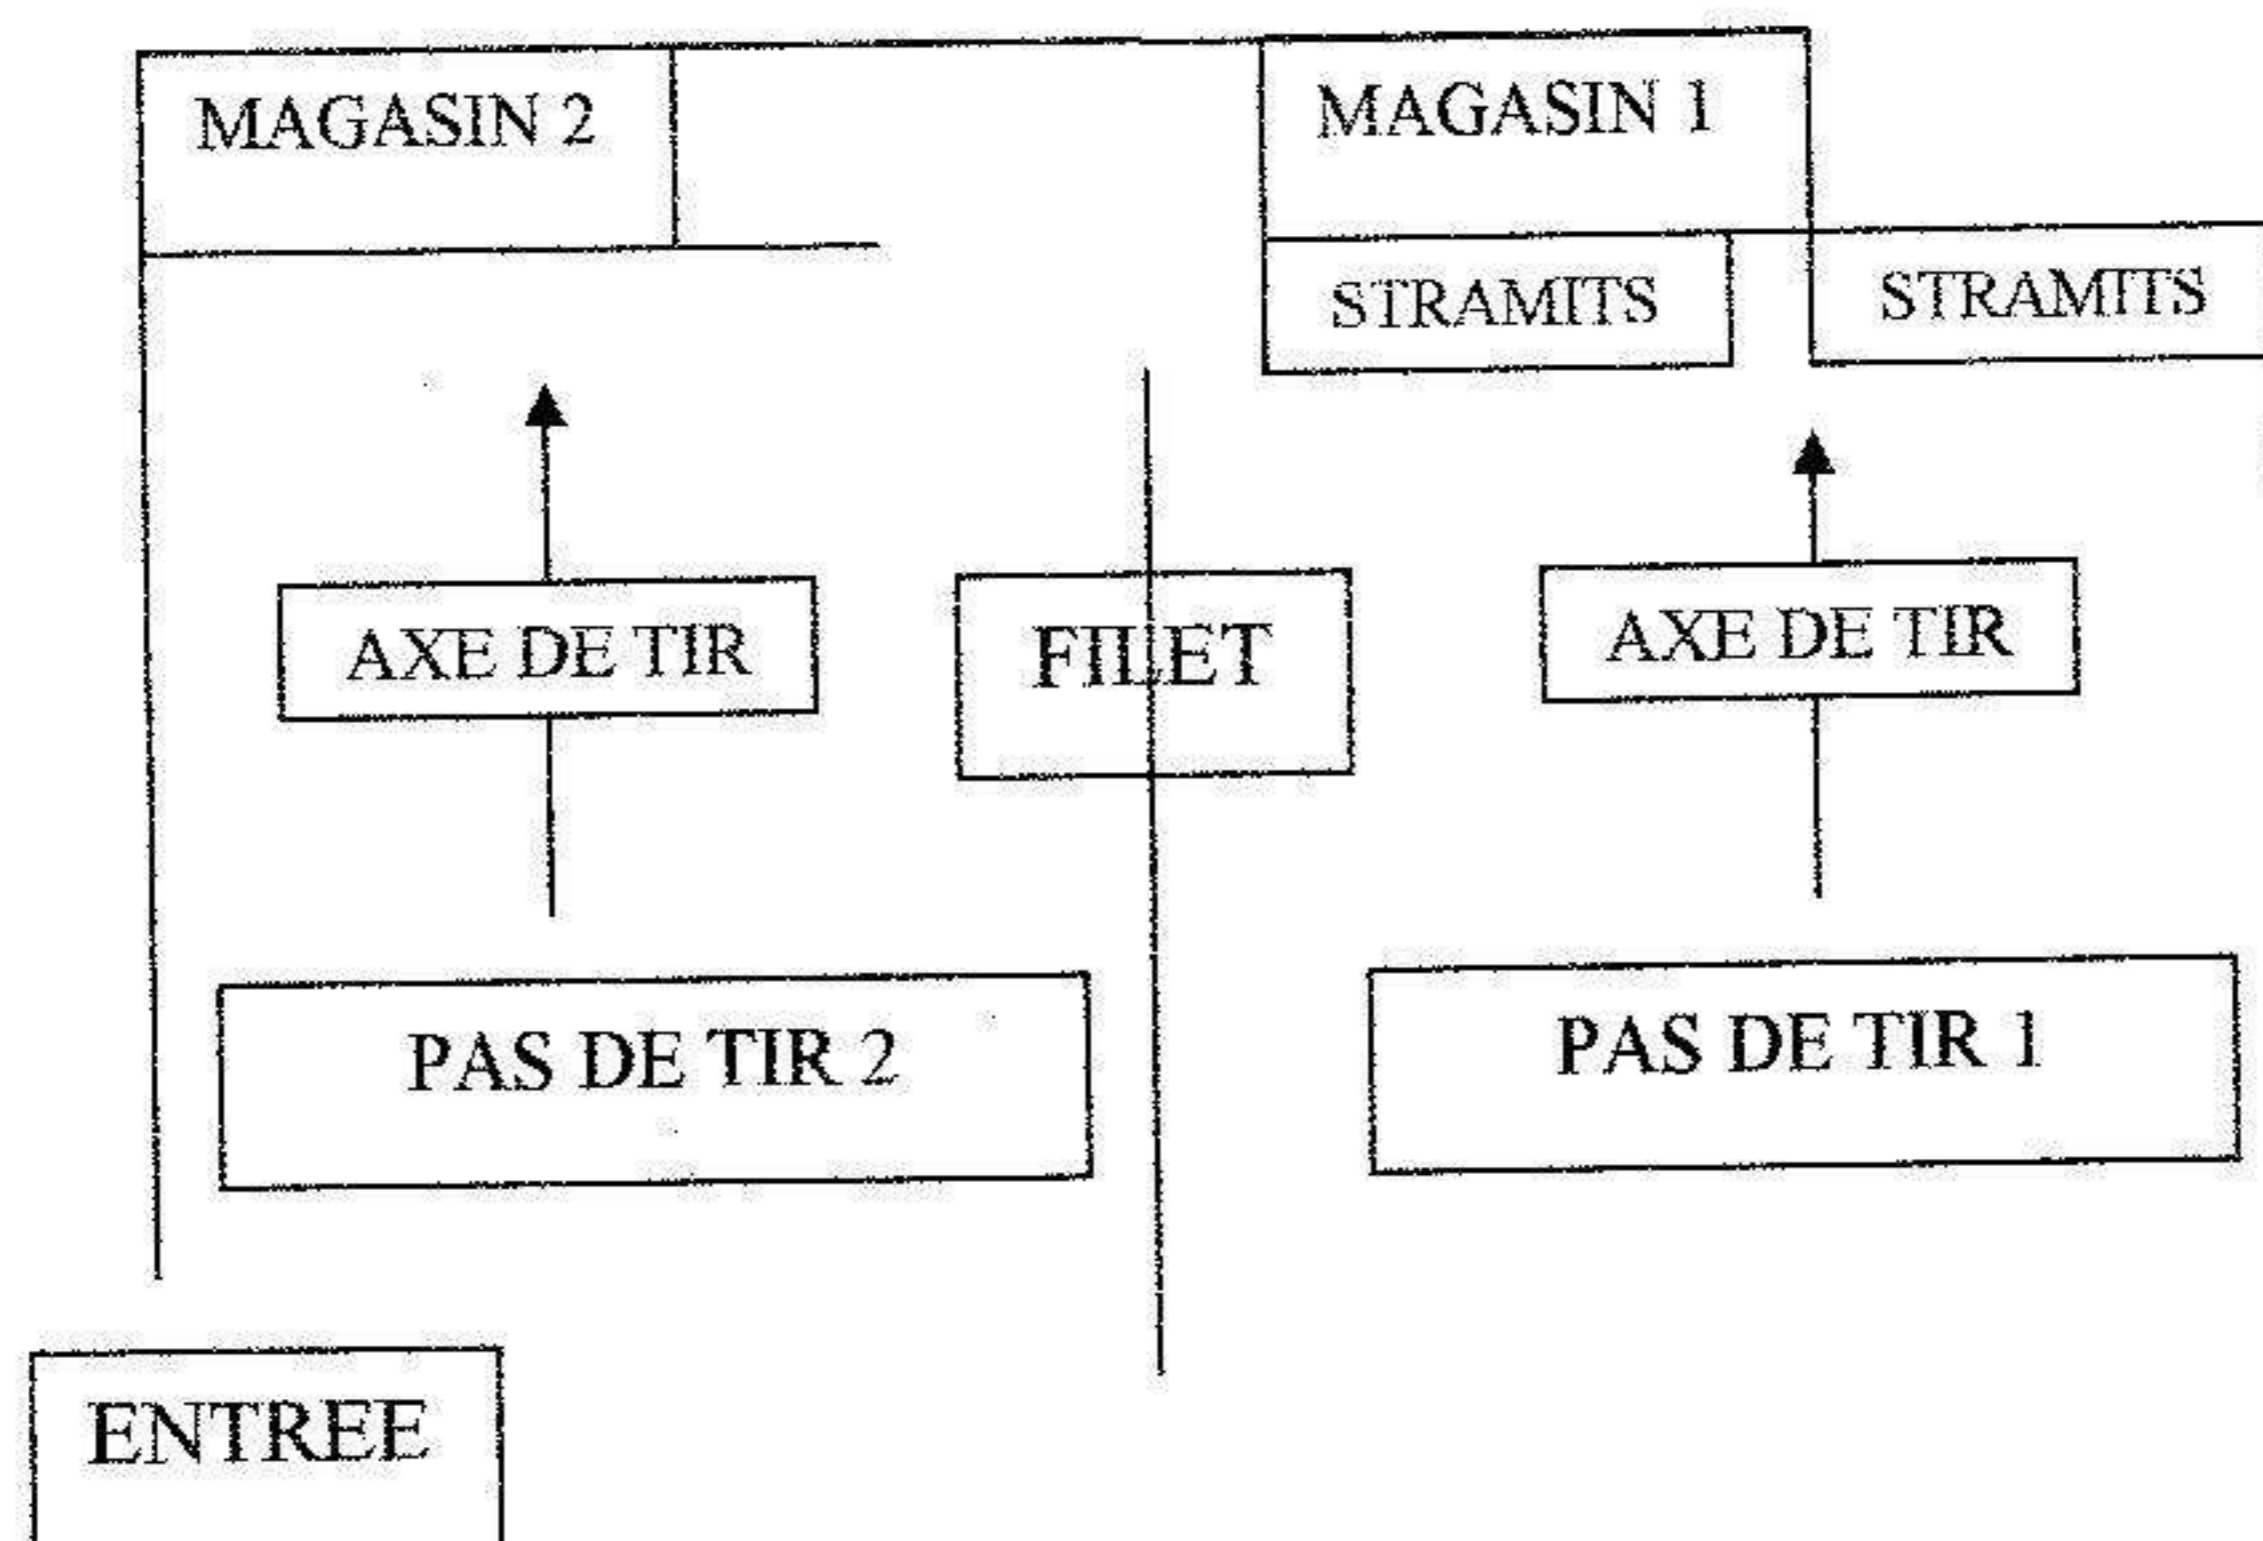 MAGASIN 2
MAGASIN 1
STRAMITS
STRAMITS
AXE DE TIR
FILET
AXE DE TIR
PAS DE TIR 2
PAS DE TIR 1
ENTREE